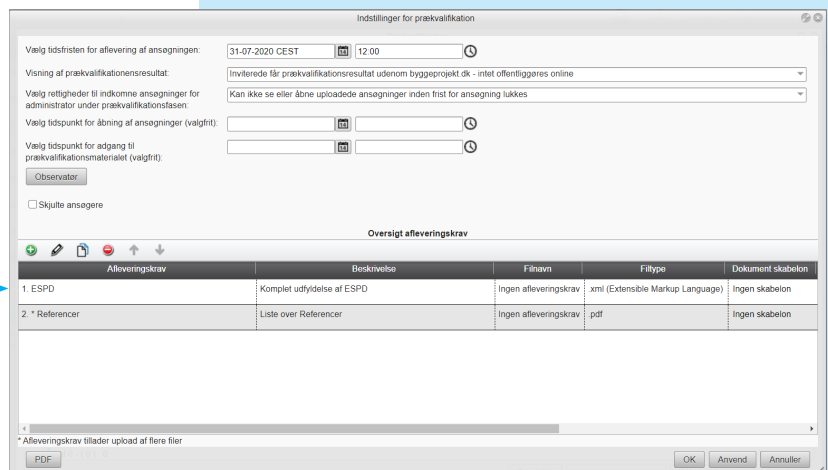 Indstillinger for prækvalifikation
Vælg tidsfristen for aflevering af ansøgningen: 31-07-2020 CEST 14 12:00
Visning af prækvalifikationensresultat: Inviterede får prækvalifikationsresultat udenom byggeprojekt.dk - intet offentliggøres online
Vælg rettigheder til indkomne ansøgninger for
administrator under prækvalifikationsfasen: Kan ikke se eller åbne uploadede ansøgninger inden frist for ansøgning lukkes
Vælg tidspunkt for åbning af ansøgninger (valgfrit): 14
Vælg tidspunkt for adgang til
prækvalifikationsmaterialet (valgfrit): 14
Observatør
Skjulte ansøgere
Oversigt afleveringskrav
Afleveringskrav Beskrivelse Filnavn Filtype Dokument skabelon
1. ESPD Komplet udfyldelse af ESPD Ingen afleveringskrav .xml (Extensible Markup Language) Ingen skabelon
2. * Referencer Liste over Referencer Ingen afleveringskrav .pdf Ingen skabelon
* Afleveringskrav tillader upload af flere filer
PDF OK Anvend Annuller